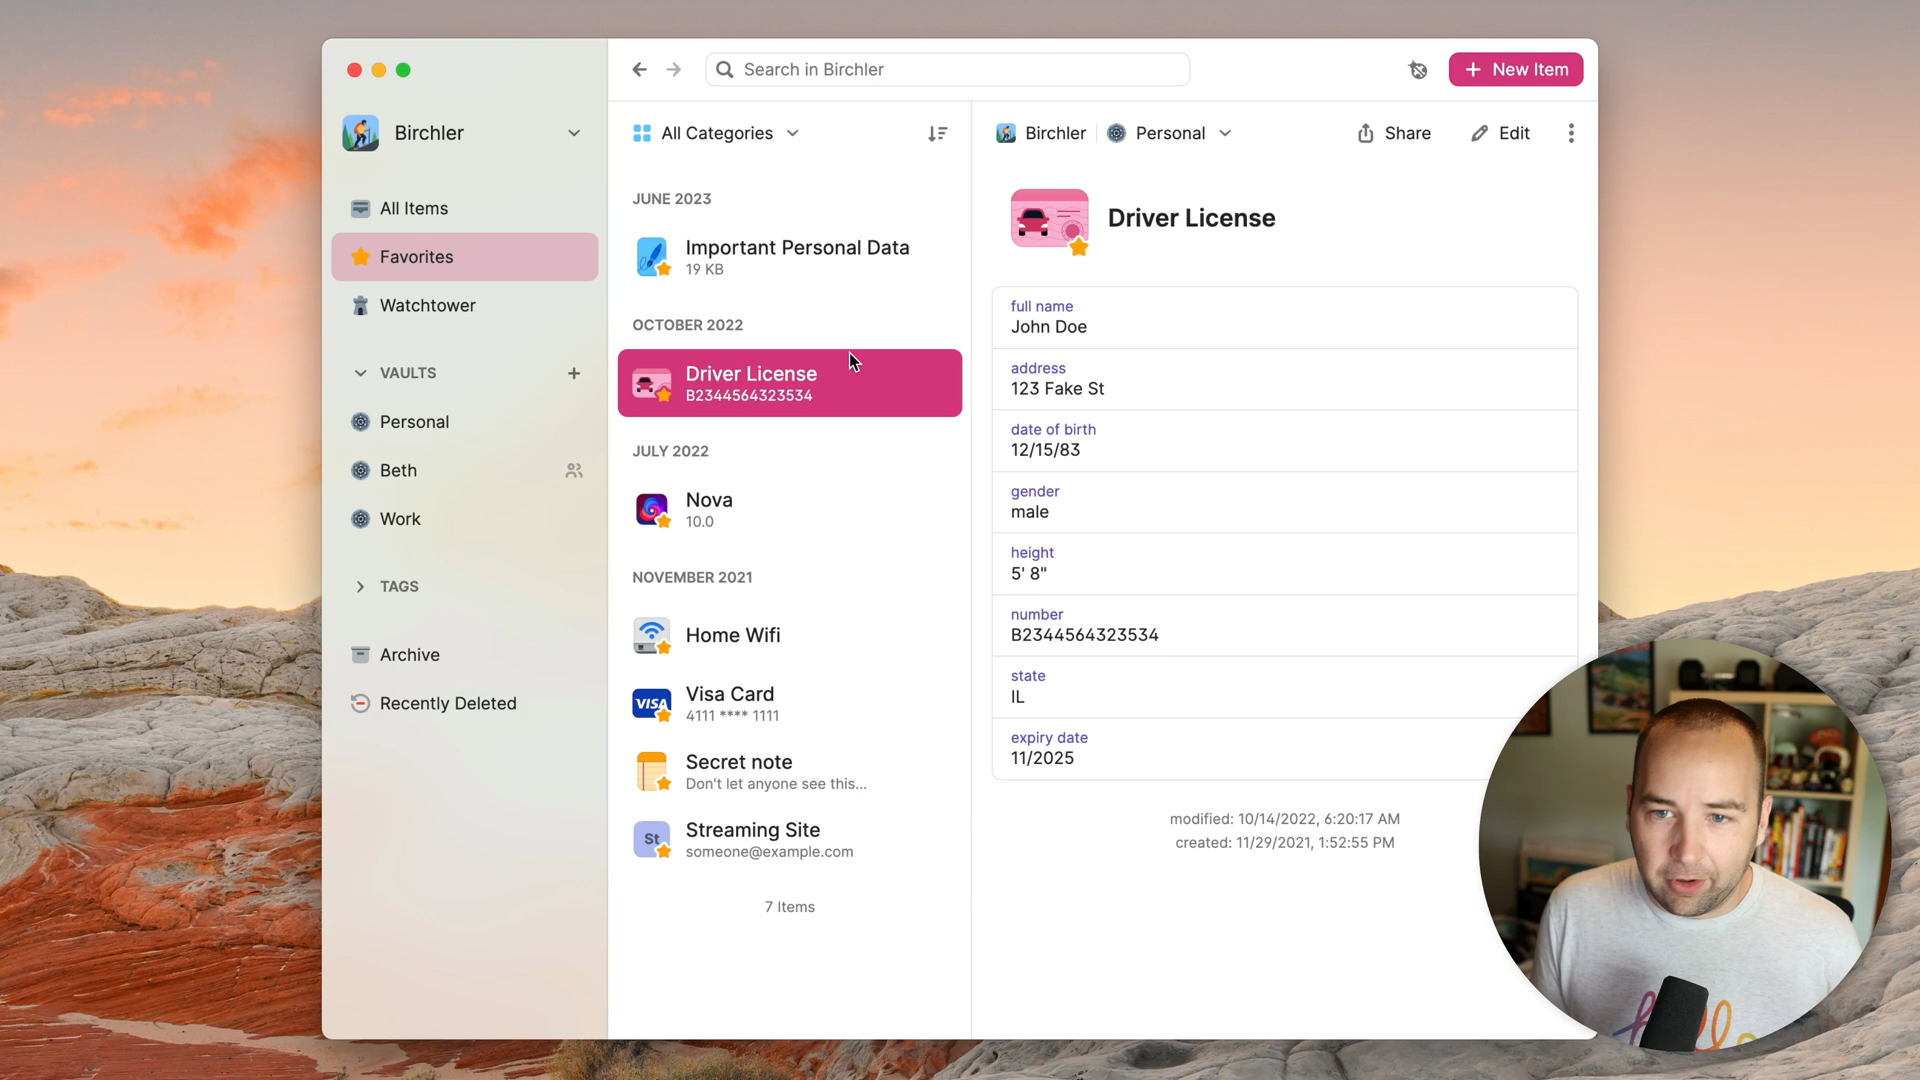 Birchler
All Items
Favorites
Watchtower
VAULTS
Personal
Beth
Work
TAGS
Archive
Recently Deleted
Search in Birchler
+ New Item
All Categories
JUNE 2023
Important Personal Data
19 KB
OCTOBER 2022
Driver License
B2344564323534
JULY 2022
Nova
10.0
NOVEMBER 2021
Home Wifi
VISA
Visa Card
4111 **** 1111
Secret note
Don't let anyone see this...
St
Streaming Site
someone@example.com
7 Items
Birchler
Personal
Share
Edit
Driver License
full name
John Doe
address
123 Fake St
date of birth
12/15/83
gender
male
height
5' 8"
number
B2344564323534
state
IL
expiry date
11/2025
modified: 10/14/2022, 6:20:17 AM
created: 11/29/2021, 1:52:55 PM